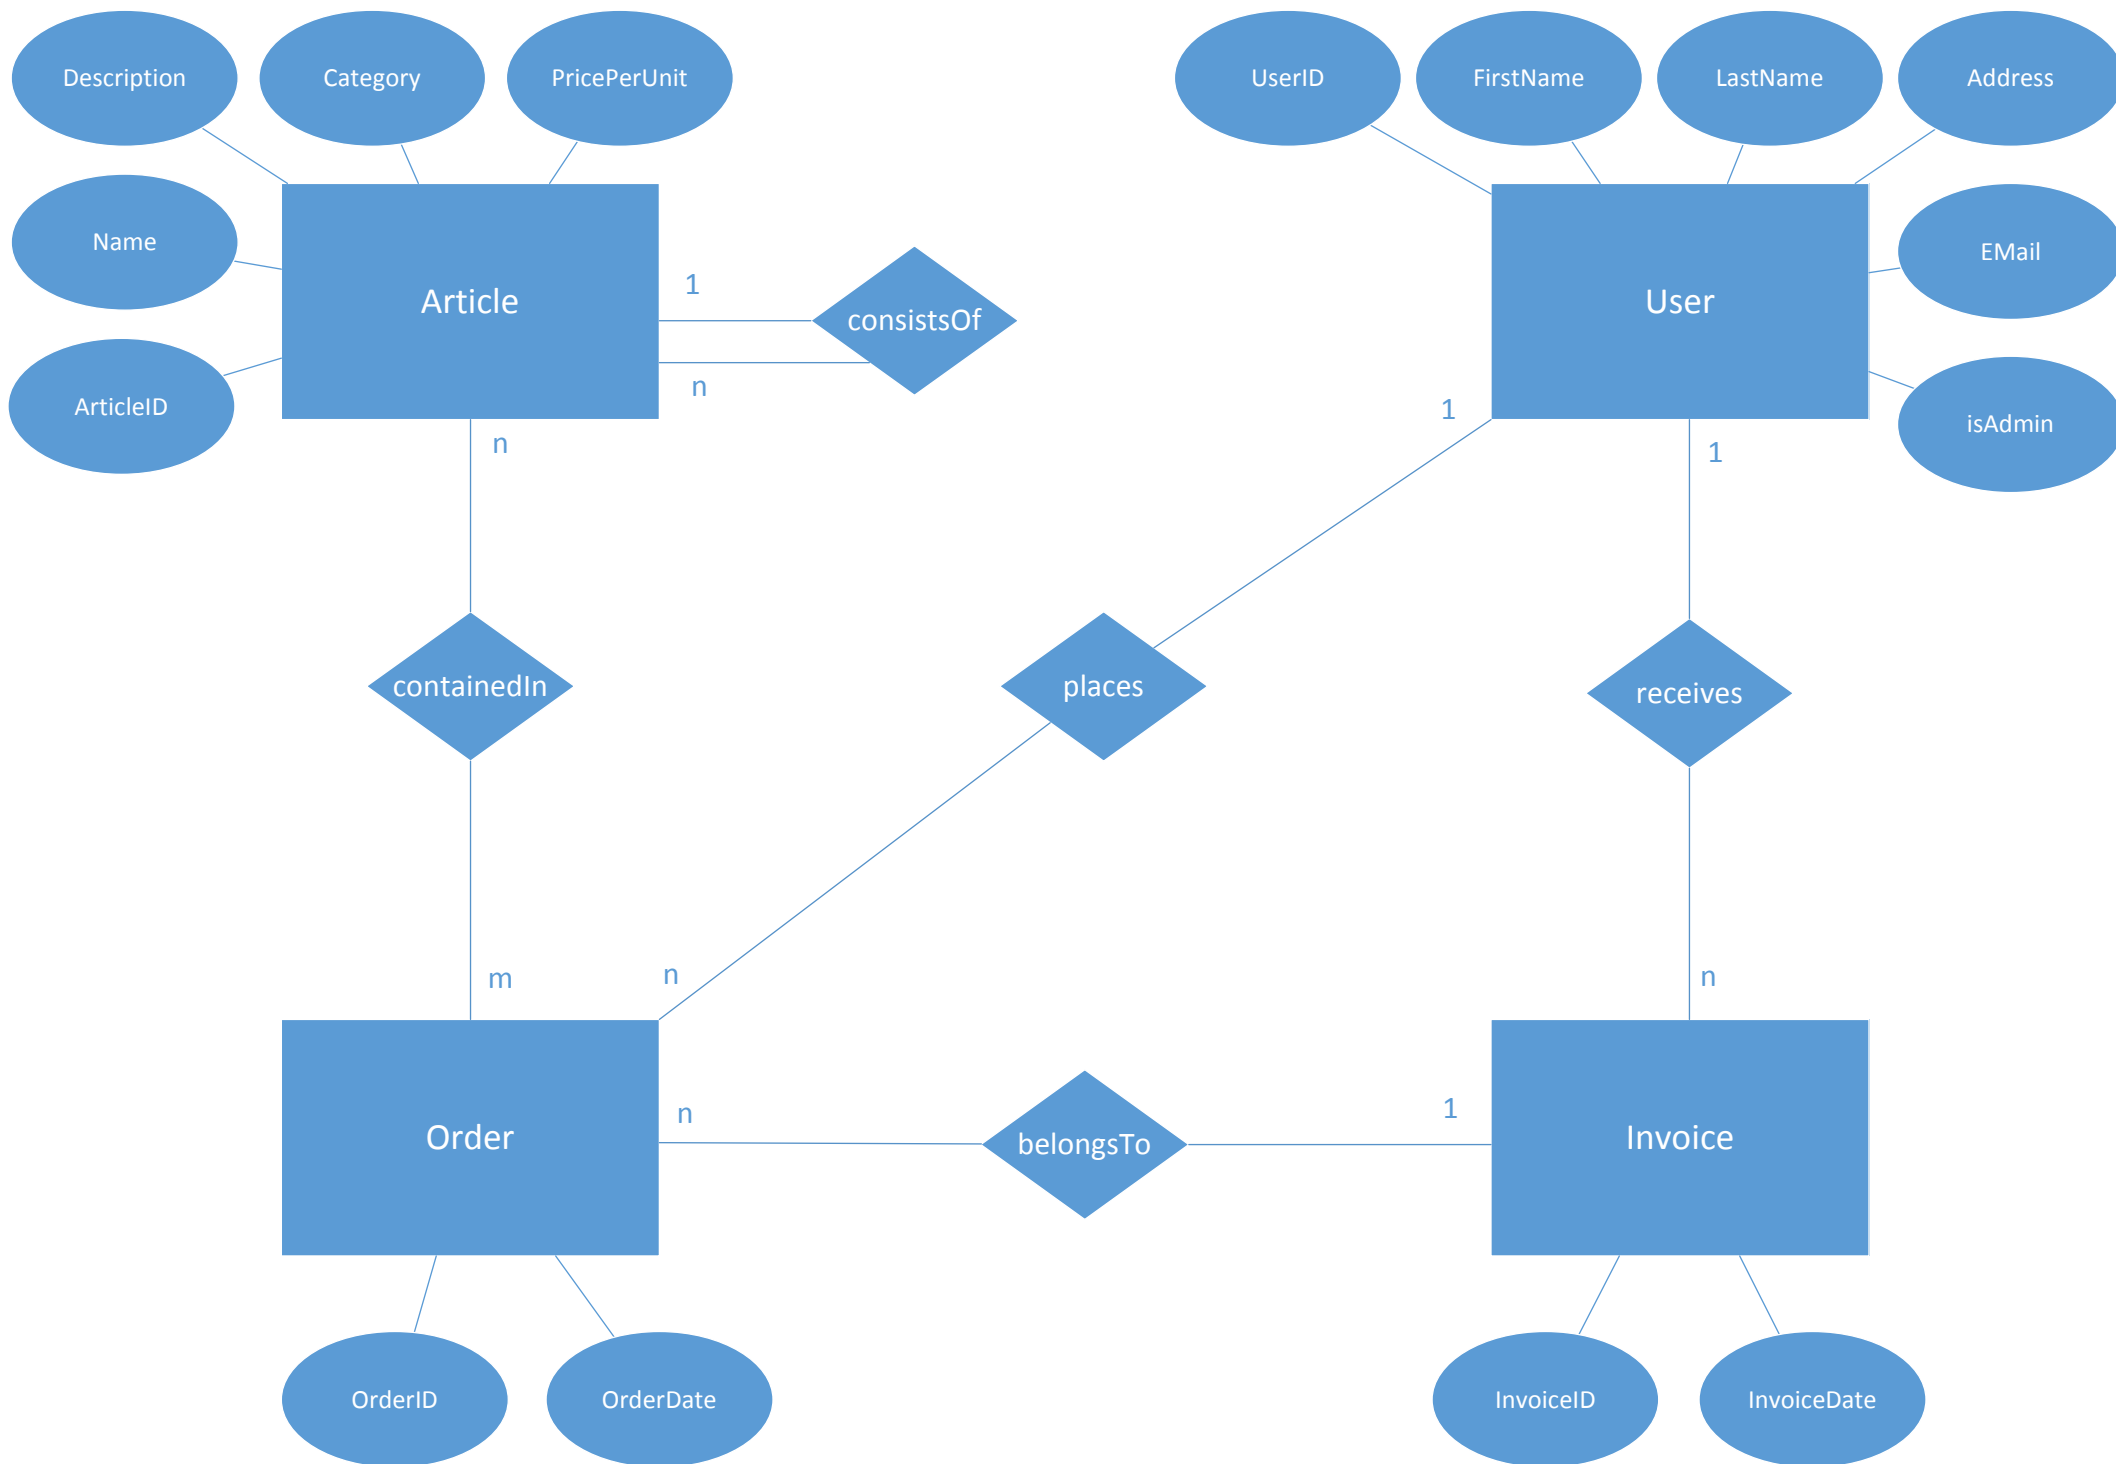 Description
Category
PricePerUnit
UserID
FirstName
LastName
Address
Name
EMail
Article
1
consistsOf
User
n
ArticleID
1
isAdmin
n
1
containedIn
places
receives
m
n
n
n
1
Order
belongsTo
Invoice
OrderID
OrderDate
InvoiceID
InvoiceDate